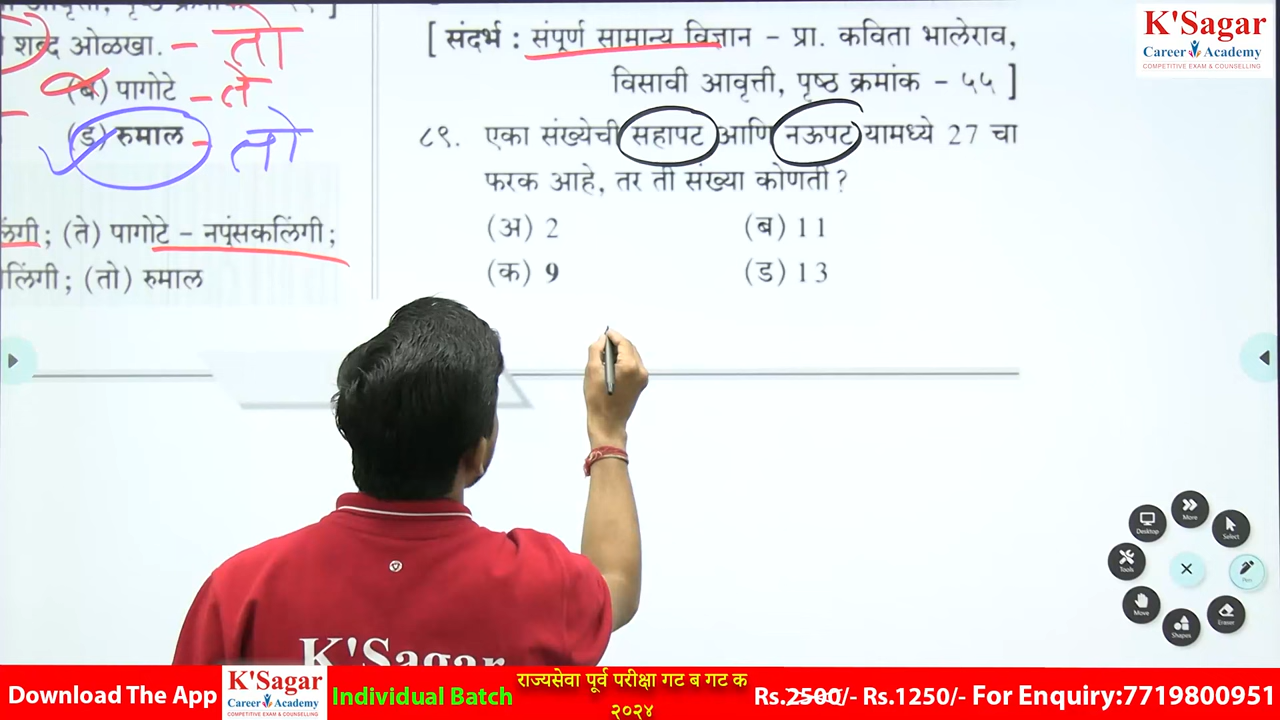 शब्द ओळखा. – तो
(ब) पागोटे – ते
(ड) रुमाल – तो
(ते) पागोटे – नपुंसकलिंगी;
(तो) रुमाल
[ संदर्भ : संपूर्ण सामान्य विज्ञान – प्रा. कविता भालेराव,
विसावी आवृत्ती, पृष्ठ क्रमांक – ५५ ]
८९. एका संख्येची सहापट आणि नऊपट यामध्ये 27 चा
फरक आहे, तर ती संख्या कोणती?
(अ) 2 (ब) 11
(क) 9 (ड) 13
K'Sagar
Career Academy
COMPETITIVE EXAM & COUNSELLING
More
Desktop
Select
Tools
Pen
Move
Eraser
Shapes
K'Sagar
Download The App
K'Sagar
Career Academy
COMPETITIVE EXAM & COUNSELLING
Individual Batch
राज्यसेवा पूर्व परीक्षा गट ब गट क
२०२४
Rs.2500/- Rs.1250/- For Enquiry:7719800951